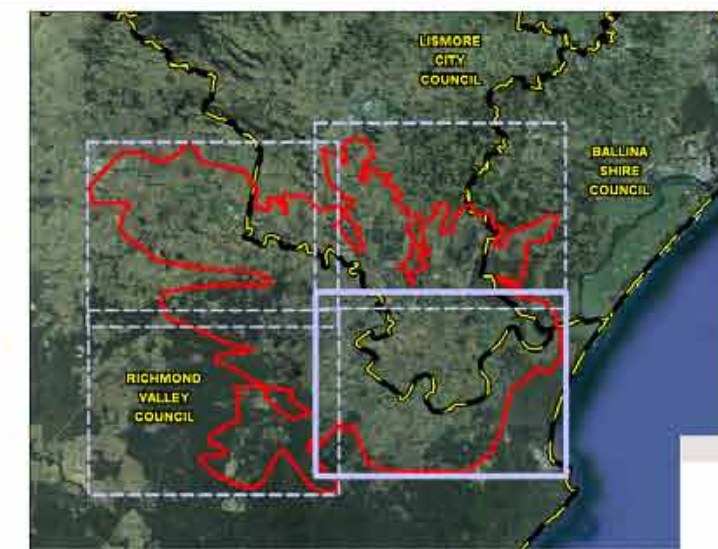 LISMORE
CITY
COUNCIL
BALLINA
SHIRE
COUNCIL
RICHMOND
VALLEY
COUNCIL